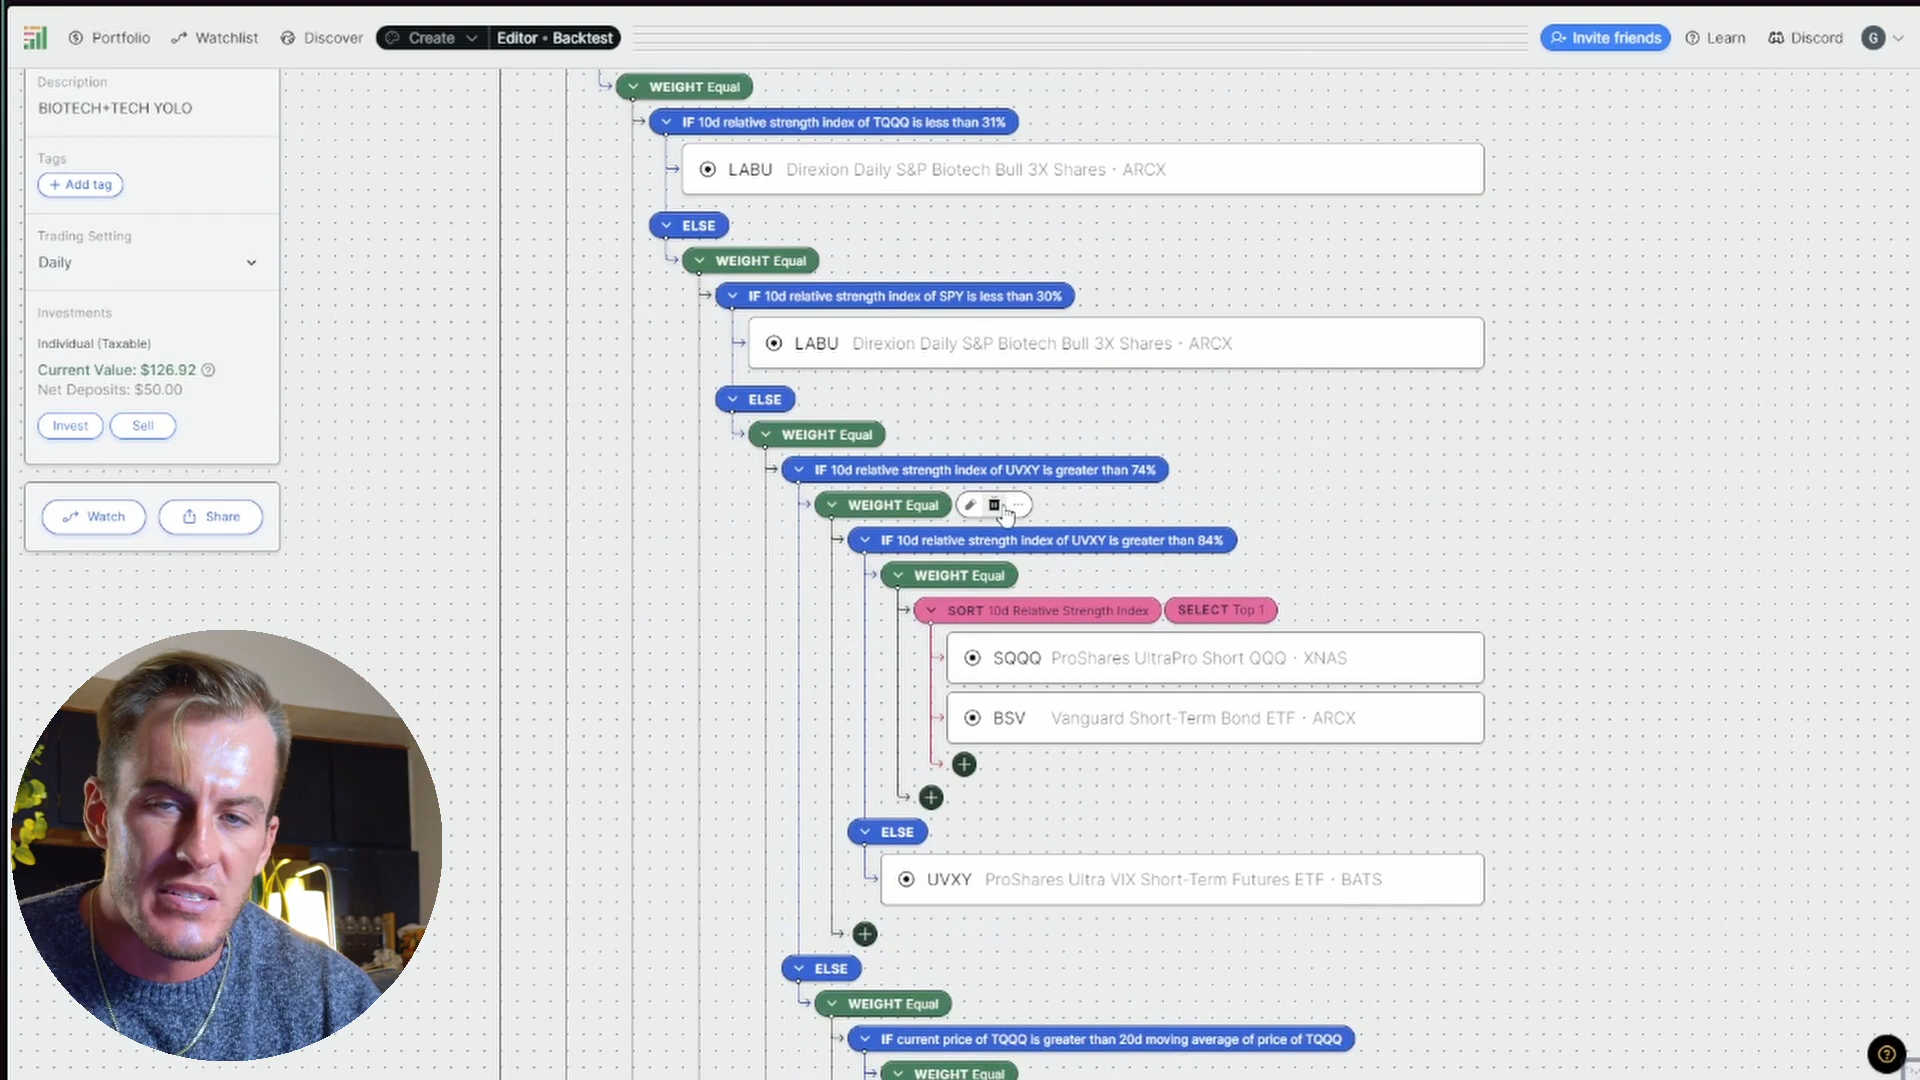 Portfolio
Watchlist
Discover
Create
Editor • Backtest
Invite friends
Learn
Discord
G
Description
BIOTECH+TECH YOLO
Tags
+ Add tag
Trading Setting
Daily
Investments
Individual (Taxable)
Current Value: $126.92
Net Deposits: $50.00
Invest
Sell
Watch
Share
WEIGHT Equal
IF 10d relative strength index of TQQQ is less than 31%
LABU Direxion Daily S&P Biotech Bull 3X Shares · ARCX
ELSE
WEIGHT Equal
IF 10d relative strength index of SPY is less than 30%
LABU Direxion Daily S&P Biotech Bull 3X Shares · ARCX
ELSE
WEIGHT Equal
IF 10d relative strength index of UVXY is greater than 74%
WEIGHT Equal
IF 10d relative strength index of UVXY is greater than 84%
WEIGHT Equal
SORT 10d Relative Strength Index SELECT Top 1
SQQQ ProShares UltraPro Short QQQ · XNAS
BSV Vanguard Short-Term Bond ETF · ARCX
ELSE
UVXY ProShares Ultra VIX Short-Term Futures ETF · BATS
ELSE
WEIGHT Equal
IF current price of TQQQ is greater than 20d moving average of price of TQQQ
WEIGHT Equal